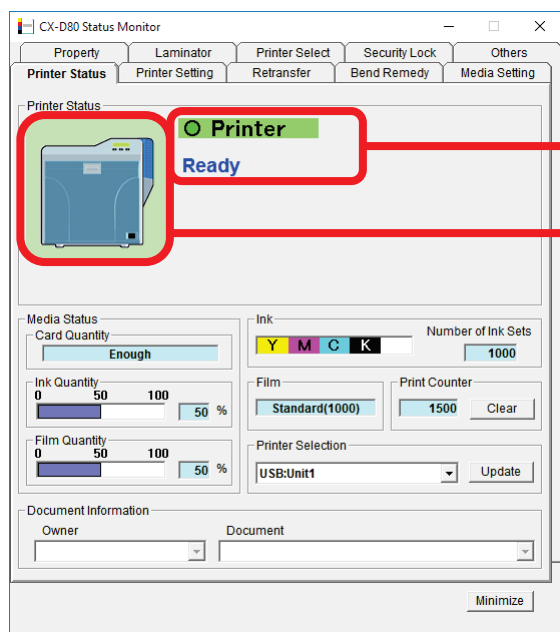 CX-D80 Status Monitor
Property Laminator Printer Select Security Lock Others
Printer Status Printer Setting Retransfer Bend Remedy Media Setting
Printer Status
Printer
Ready
Media Status
Card Quantity
Enough
Ink Quantity
0 50 100
50 %
Film Quantity
0 50 100
50 %
Ink
Y M C K
Number of Ink Sets
1000
Film
Standard(1000)
Print Counter
1500 Clear
Printer Selection
USB:Unit1 Update
Document Information
Owner Document
Minimize